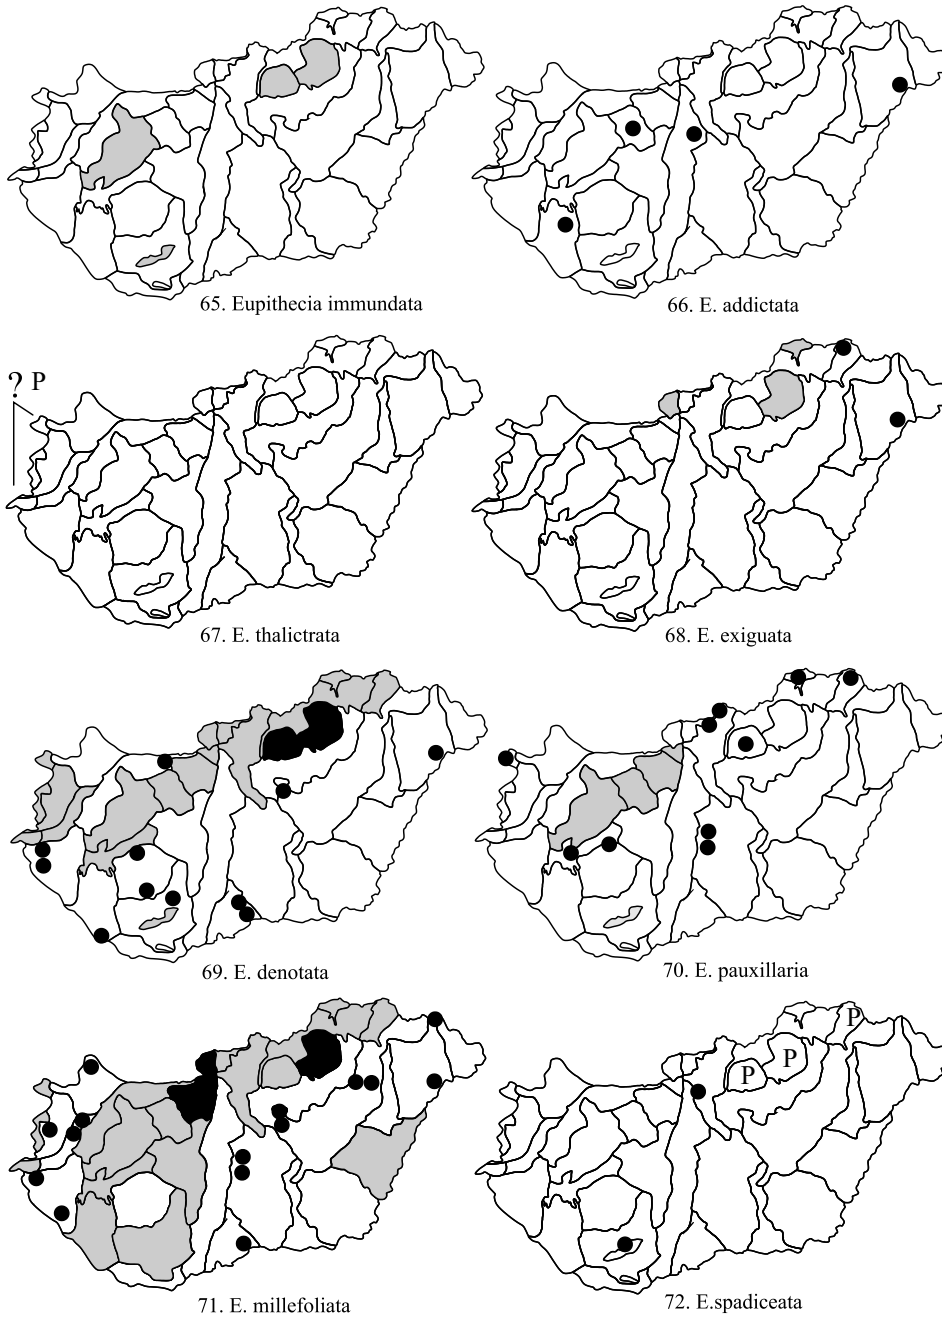 65. Eupithecia immundata
66. E. addictata
? P
67. E. thalictrata
68. E. exiguata
69. E. denotata
70. E. pauxillaria
71. E. millefoliata
P
P
P
72. E.spadiceata